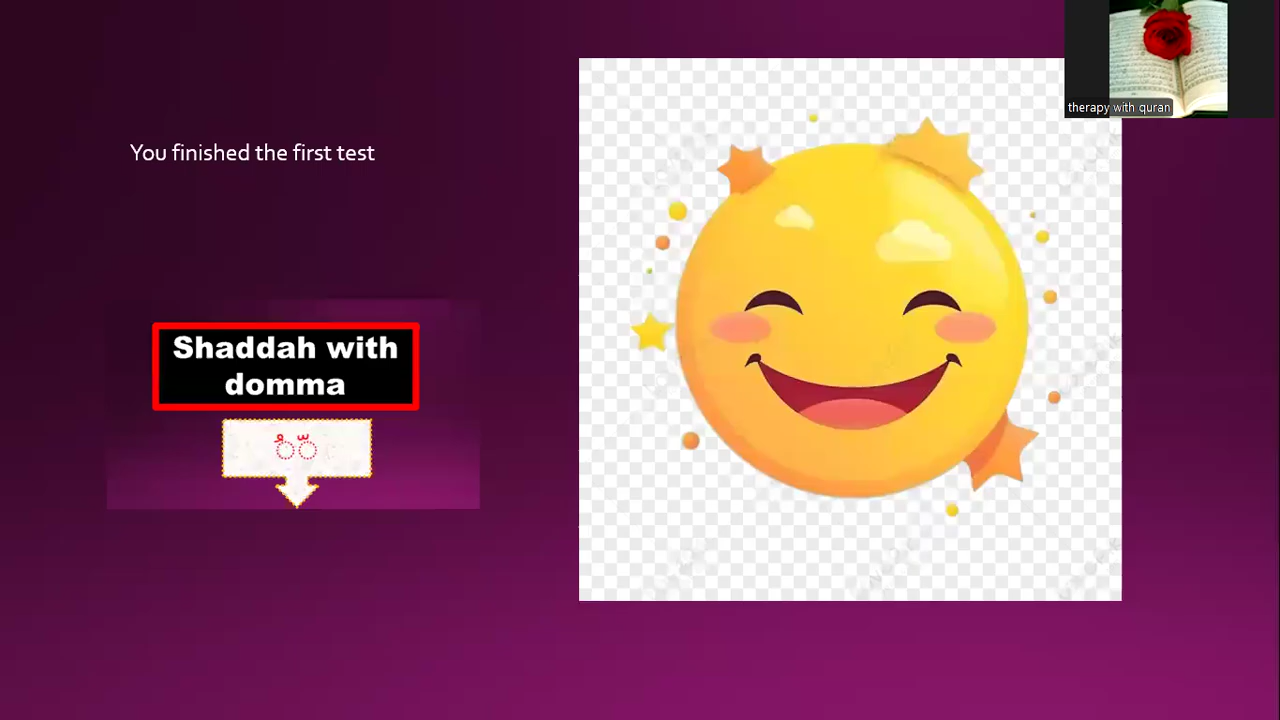 therapy with quran
You finished the first test
Shaddah with
domma
◌ُ◌ّ